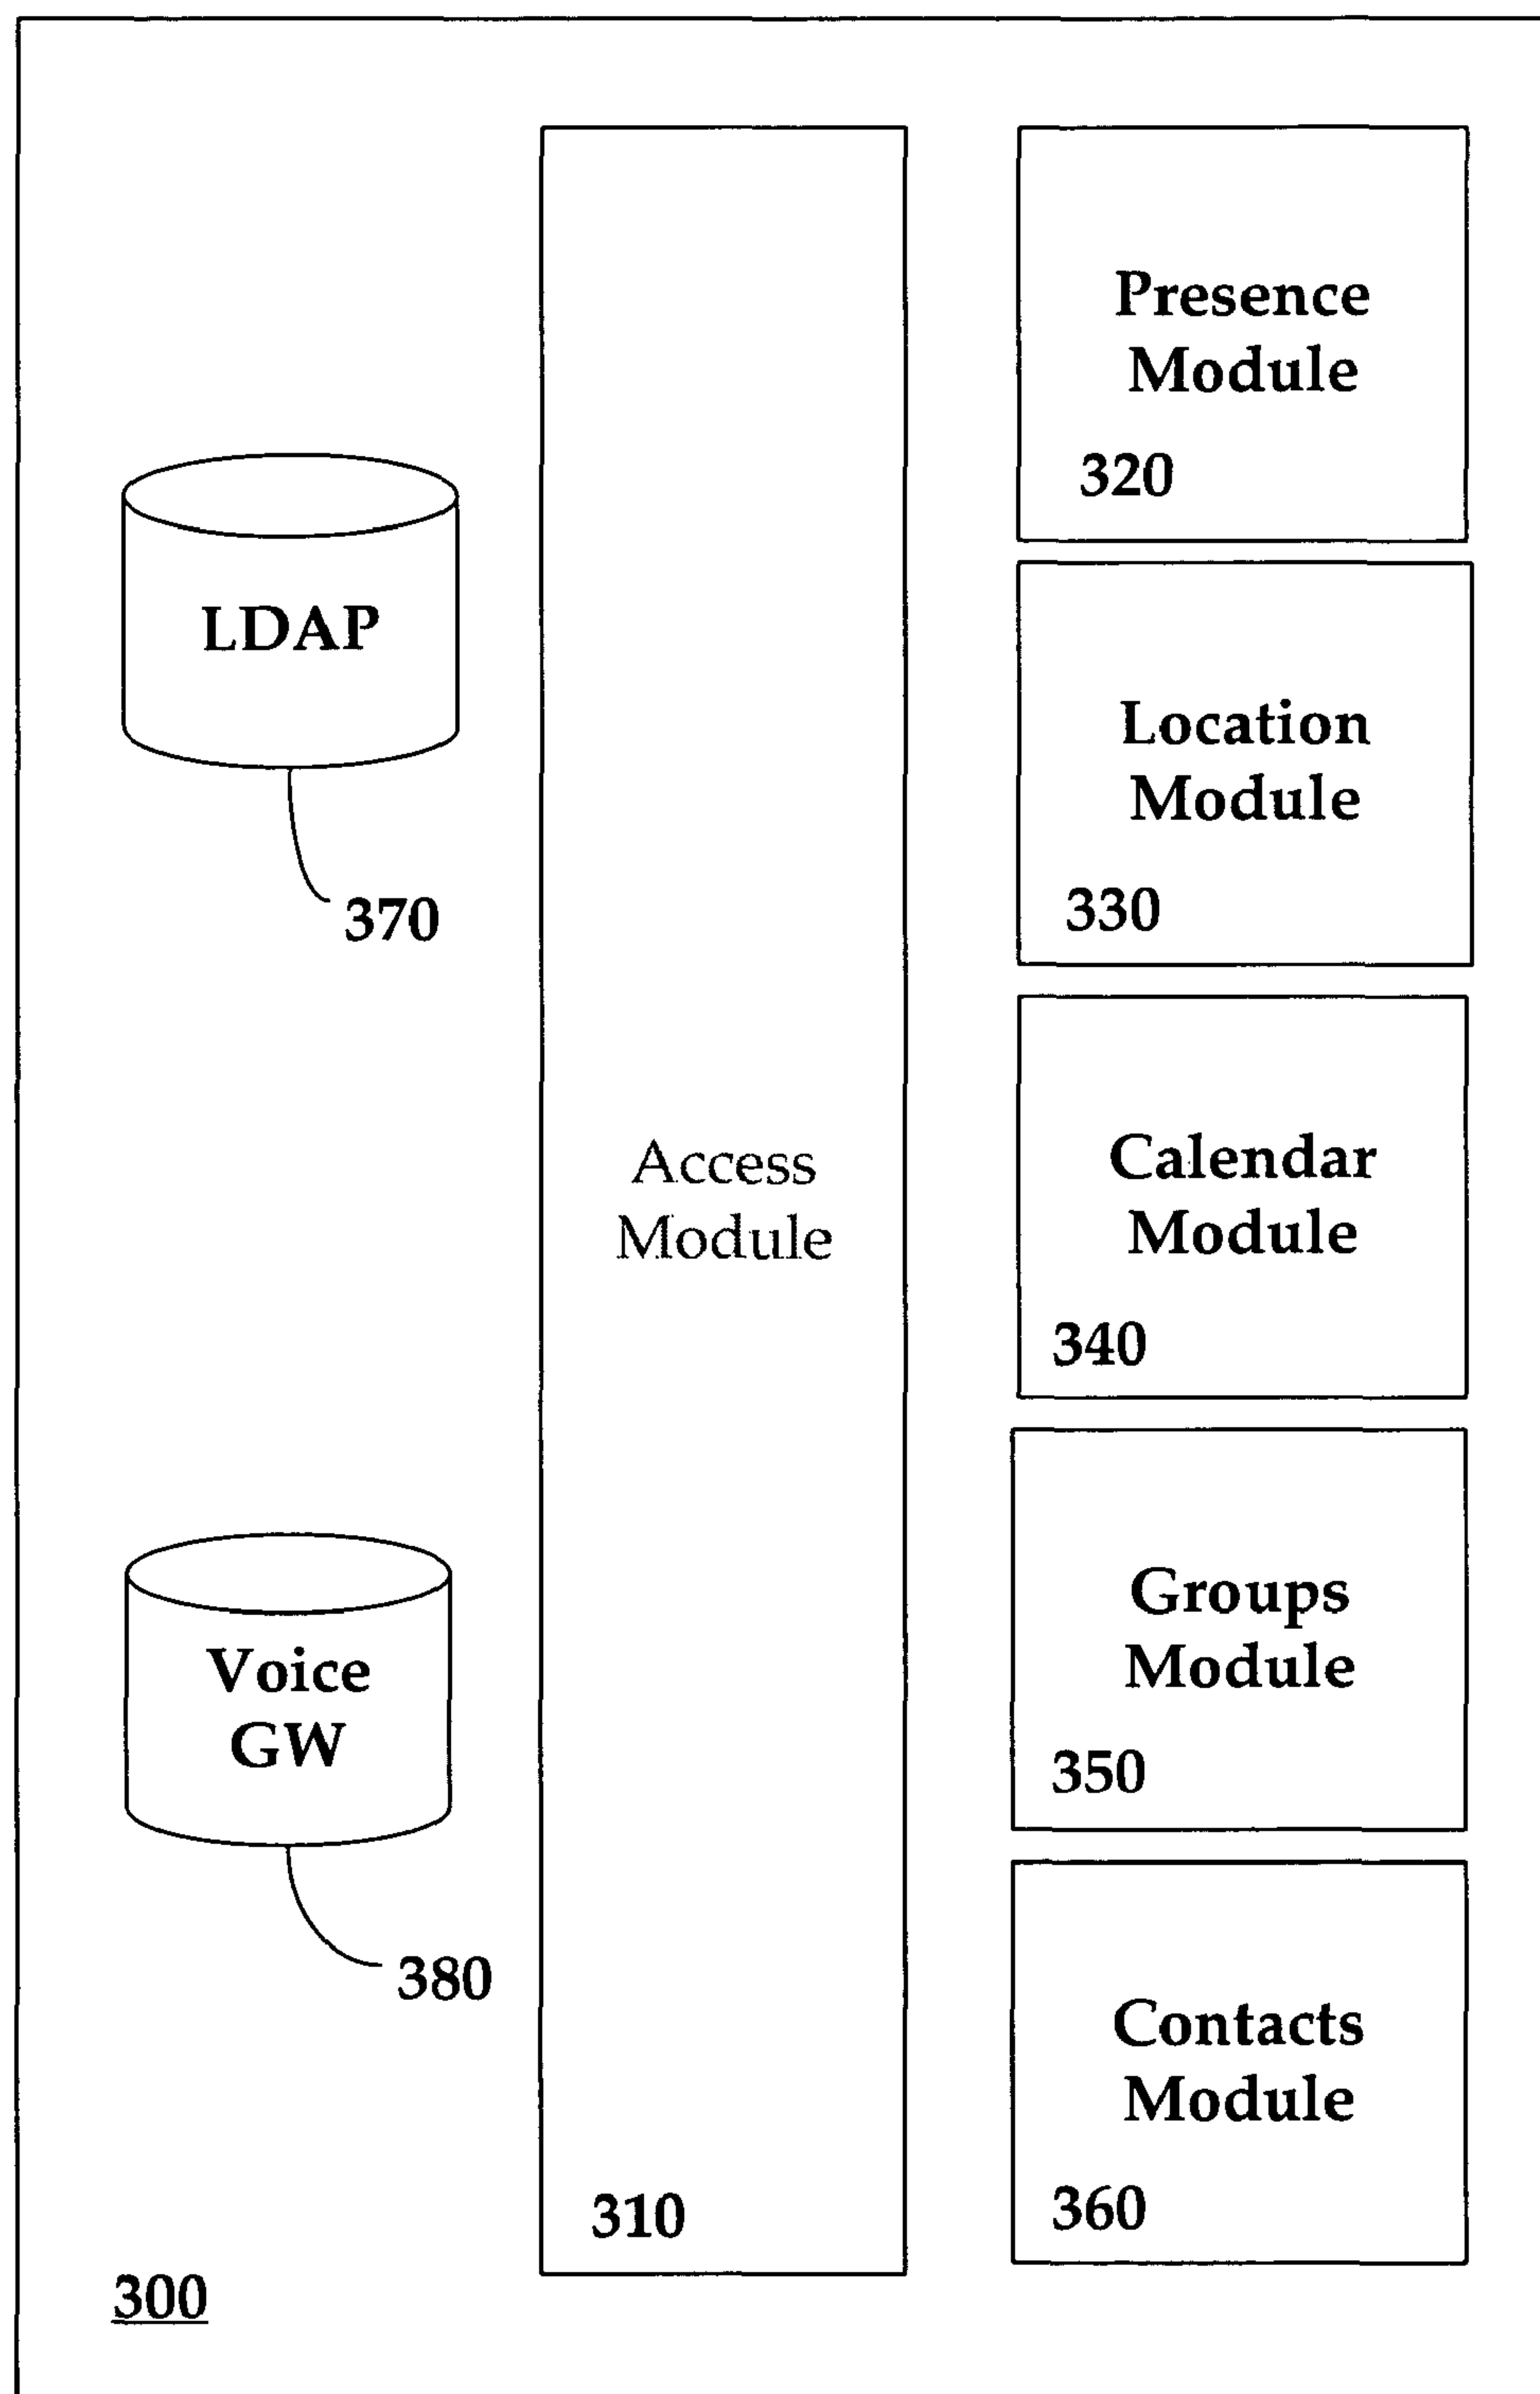 LDAP
370
Voice
GW
380
300
Access
Module
310
Presence
Module
320
Location
Module
330
Calendar
Module
340
Groups
Module
350
Contacts
Module
360